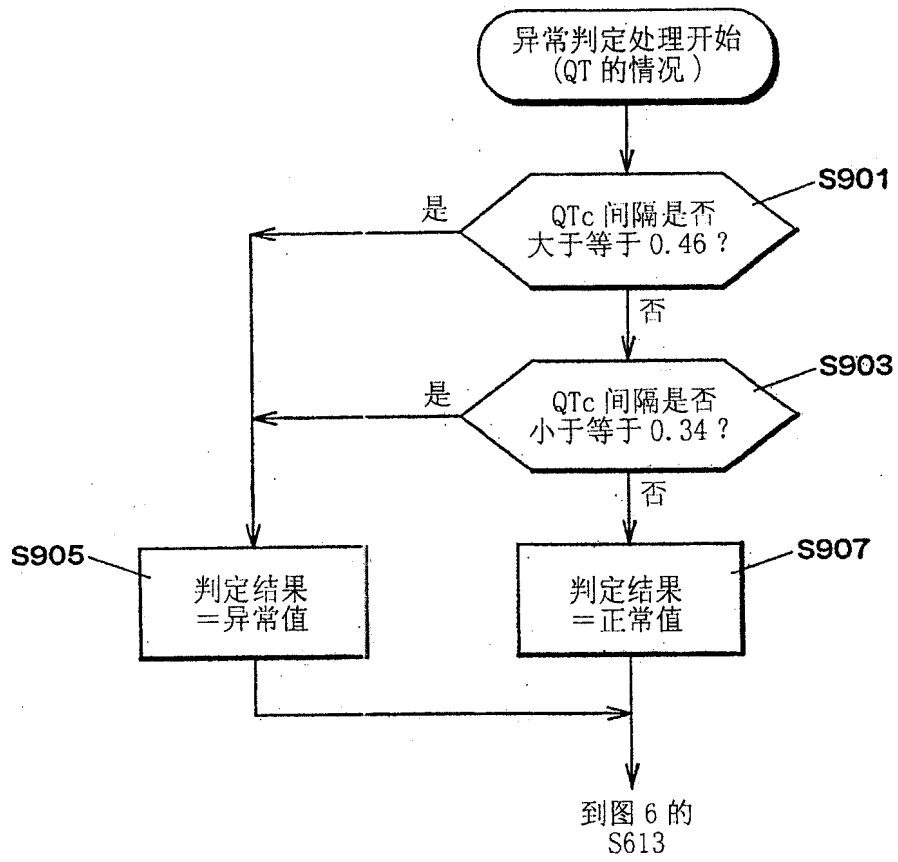 异常判定处理开始
(QT的情况)
S901
QTc 间隔是否
大于等于 0.46？
是
否
S903
QTc 间隔是否
小于等于 0.34？
是
否
S905
判定结果
＝异常值
S907
判定结果
＝正常值
到图 6 的
S613